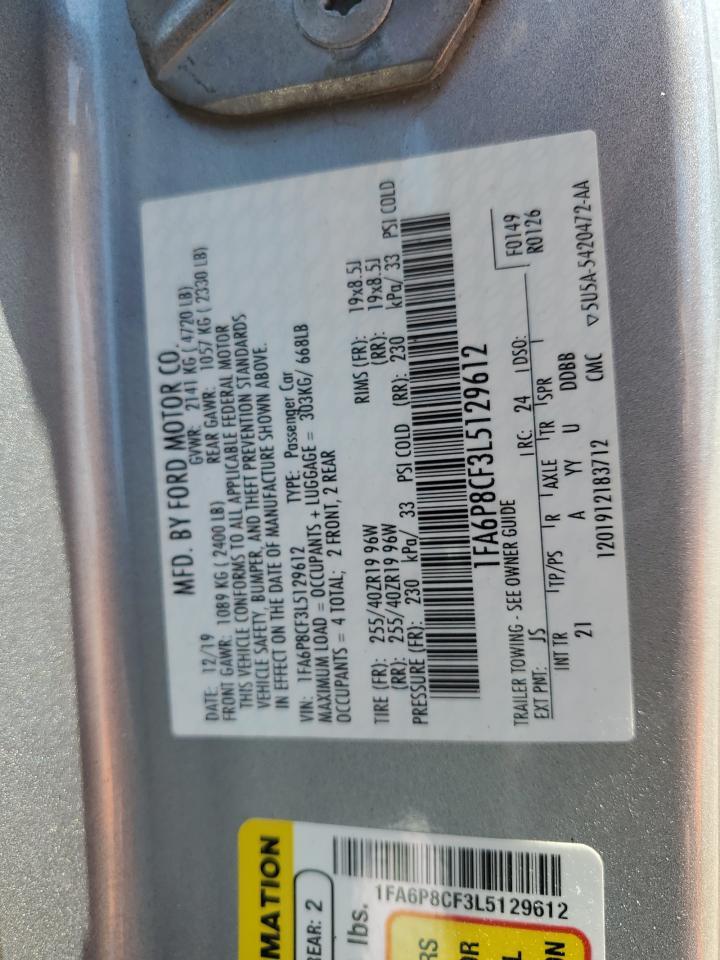 MFD. BY FORD MOTOR CO.
DATE: 12/19 GVWR: 2141 KG ( 4720 LB)
FRONT GAWR: 1089 KG ( 2400 LB) REAR GAWR: 1057 KG ( 2330 LB)
THIS VEHICLE CONFORMS TO ALL APPLICABLE FEDERAL MOTOR
VEHICLE SAFETY, BUMPER, AND THEFT PREVENTION STANDARDS
IN EFFECT ON THE DATE OF MANUFACTURE SHOWN ABOVE.
VIN: 1FA6P8CF3L5129612 TYPE: Passenger Car
MAXIMUM LOAD = OCCUPANTS + LUGGAGE = 303KG/ 668LB
OCCUPANTS = 4 TOTAL; 2 FRONT, 2 REAR
TIRE (FR): 255/40ZR19 96W RIMS (FR): 19x8.5J
(RR): 255/40ZR19 96W (RR): 19x8.5J
PRESSURE (FR): 230 kPa/ 33 PSI COLD (RR): 230 kPa/ 33 PSI COLD
1FA6P8CF3L5129612
TRAILER TOWING - SEE OWNER GUIDE F0149
EXT PNT: JS RC: 24 DSO: R0126
INT TR TP/PS R AXLE TR SPR
21 A YY U DDBB
1201912183712 CMC ▽5U5A-5420472-AA
MATION
REAR: 2
lbs.
1FA6P8CF3L5129612
RS
OR
L
ON